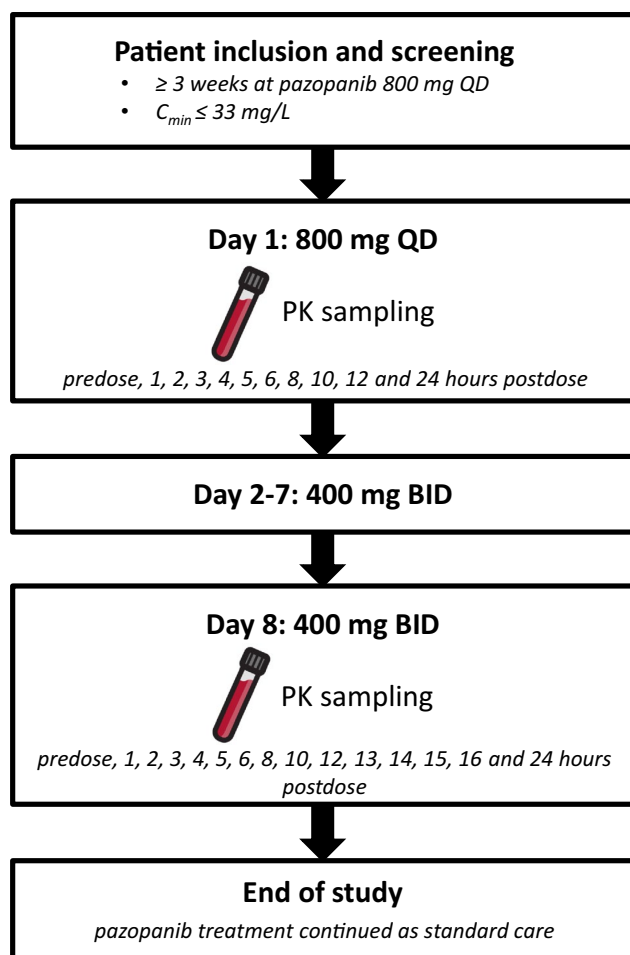 Patient inclusion and screening
• ≥ 3 weeks at pazopanib 800 mg QD
• Cmin ≤ 33 mg/L
Day 1: 800 mg QD
PK sampling
predose, 1, 2, 3, 4, 5, 6, 8, 10, 12 and 24 hours postdose
Day 2-7: 400 mg BID
Day 8: 400 mg BID
PK sampling
predose, 1, 2, 3, 4, 5, 6, 8, 10, 12, 13, 14, 15, 16 and 24 hours
postdose
End of study
pazopanib treatment continued as standard care